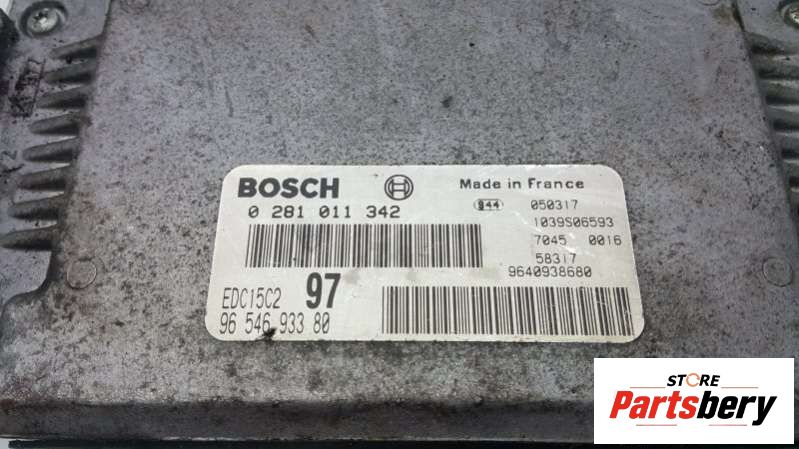 BOSCH
Made in France
0 281 011 342
944 050317
1039S06593
7045 0016
58317
9640938680
EDC15C2 97
96 546 933 80
STORE
Partsbery